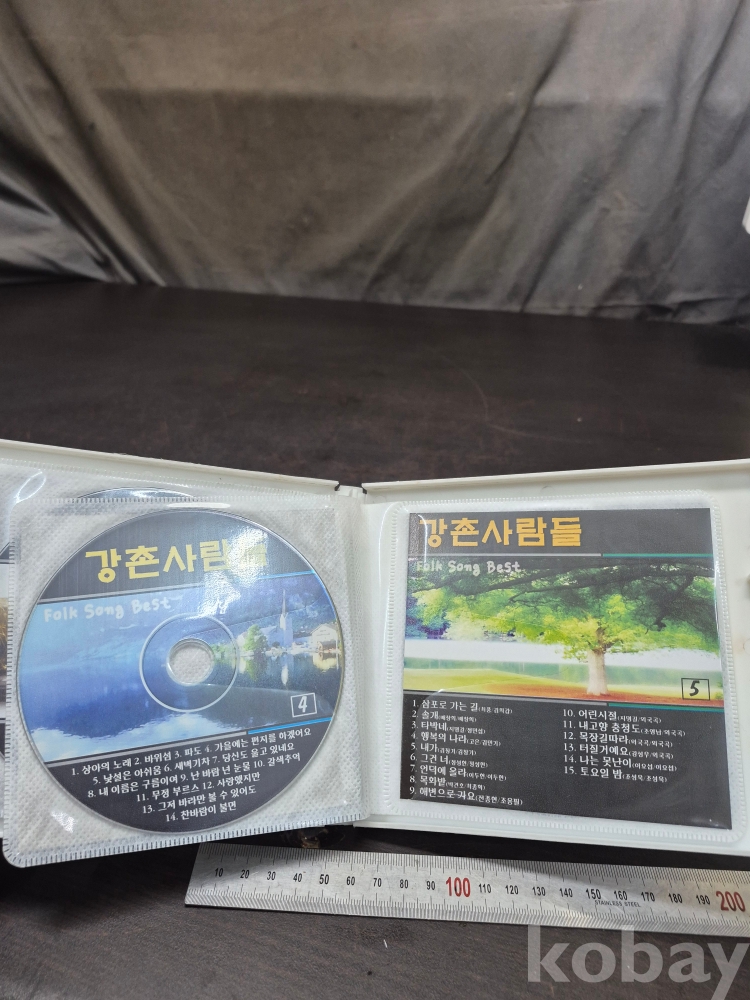 강촌사람
Folk Song Best
4
1. 상아의 노래 2. 바위섬 3. 파도 4. 가을에는 편지를 하겠어요
5. 낯설은 아쉬움 6. 새벽기차 7. 당신도 울고 있네요
8. 내 이름은 구름이여 9. 난 바람 넌 눈물 10. 갈색추억
11. 무정 부르스 12. 사랑했지만
13. 그저 바라만 볼 수 있어도
14. 찬바람이 불면
강촌사람들
Folk Song Best
5
1. 삼포로 가는 길
2. 솔개
3. 타박네
4. 행복의 나라
5. 내가
6. 그건 너
7. 언덕에 올라
8. 목화밭
9. 해변으로 가요(전종현/조용필)
10. 어린시절
11. 내고향 충청도
12. 목장길따라
13. 터질거예요
14. 나는 못난이
15. 토요일 밤
10 20 30 40 50 60 70 80 90 100 110 120 130 140 150 160 170 180 190 200
STAINLESS STEEL
kobay